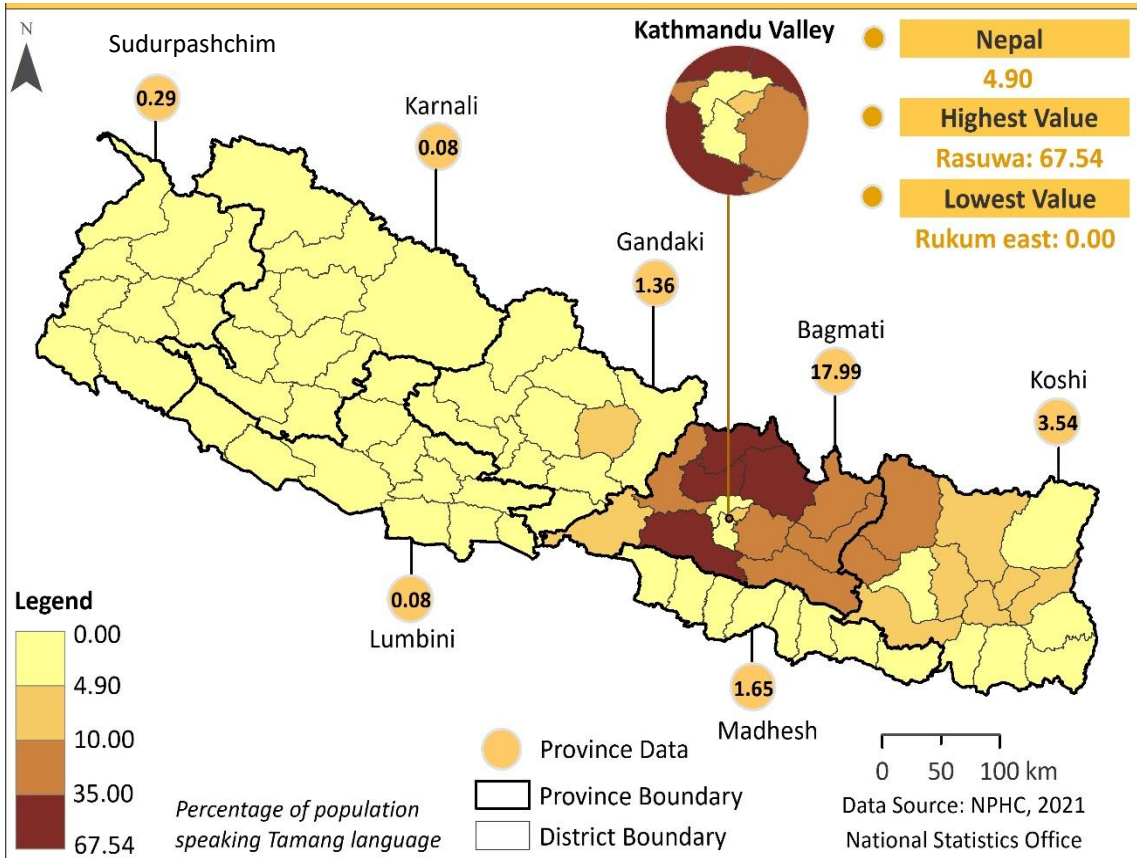 N
Sudurpashchim
0.29
Karnali
0.08
Kathmandu Valley
Nepal
4.90
Highest Value
Rasuwa: 67.54
Lowest Value
Rukum east: 0.00
Gandaki
1.36
Bagmati
17.99
Koshi
3.54
0.08
Lumbini
1.65
Madhesh
Legend
0.00
4.90
10.00
35.00
67.54
Percentage of population
speaking Tamang language
Province Data
Province Boundary
District Boundary
0 50 100 km
Data Source: NPHC, 2021
National Statistics Office